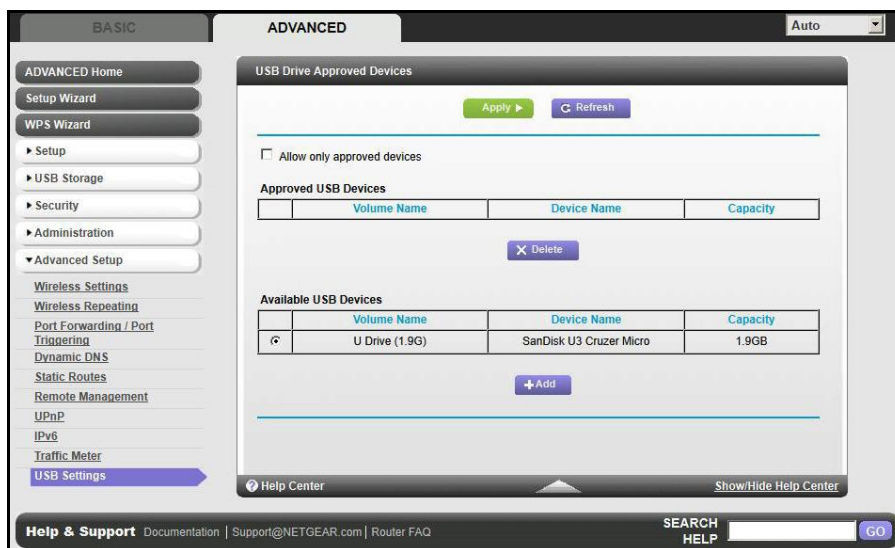 BASIC
ADVANCED
Auto
ADVANCED Home
Setup Wizard
WPS Wizard
Setup
USB Storage
Security
Administration
Advanced Setup
Wireless Settings
Wireless Repeating
Port Forwarding / Port
Triggering
Dynamic DNS
Static Routes
Remote Management
UPnP
IPv6
Traffic Meter
USB Settings
USB Drive Approved Devices
Apply
Refresh
Allow only approved devices
Approved USB Devices
Volume Name Device Name Capacity
Delete
Available USB Devices
Volume Name Device Name Capacity
U Drive (1.9G) SanDisk U3 Cruzer Micro 1.9GB
Add
Help Center Show/Hide Help Center
Help & Support Documentation | Support@NETGEAR.com | Router FAQ
SEARCH
HELP
GO